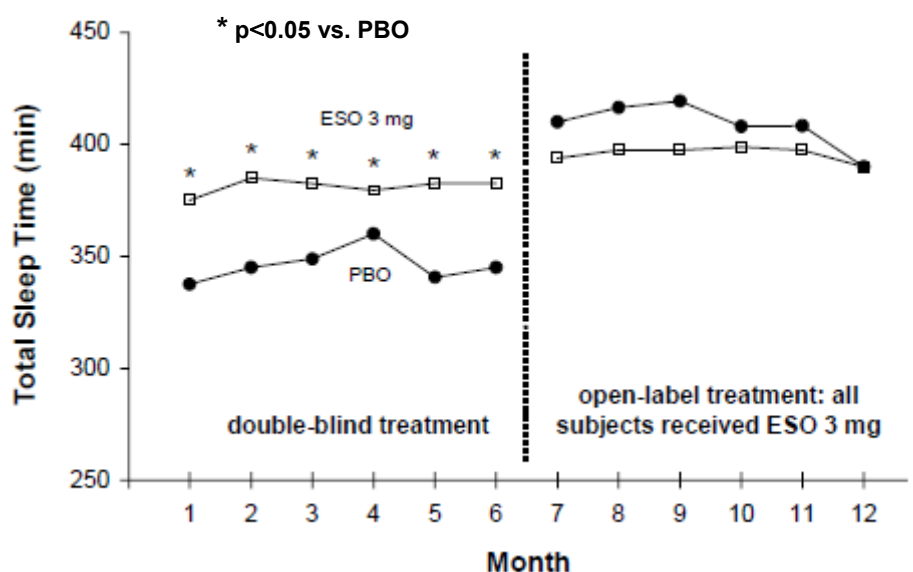 * p<0.05 vs. PBO
450
400
350
300
250
Total Sleep Time (min)
ESO 3 mg
* * * * * *
PBO
double-blind treatment
open-label treatment: all
subjects received ESO 3 mg
1 2 3 4 5 6 7 8 9 10 11 12
Month